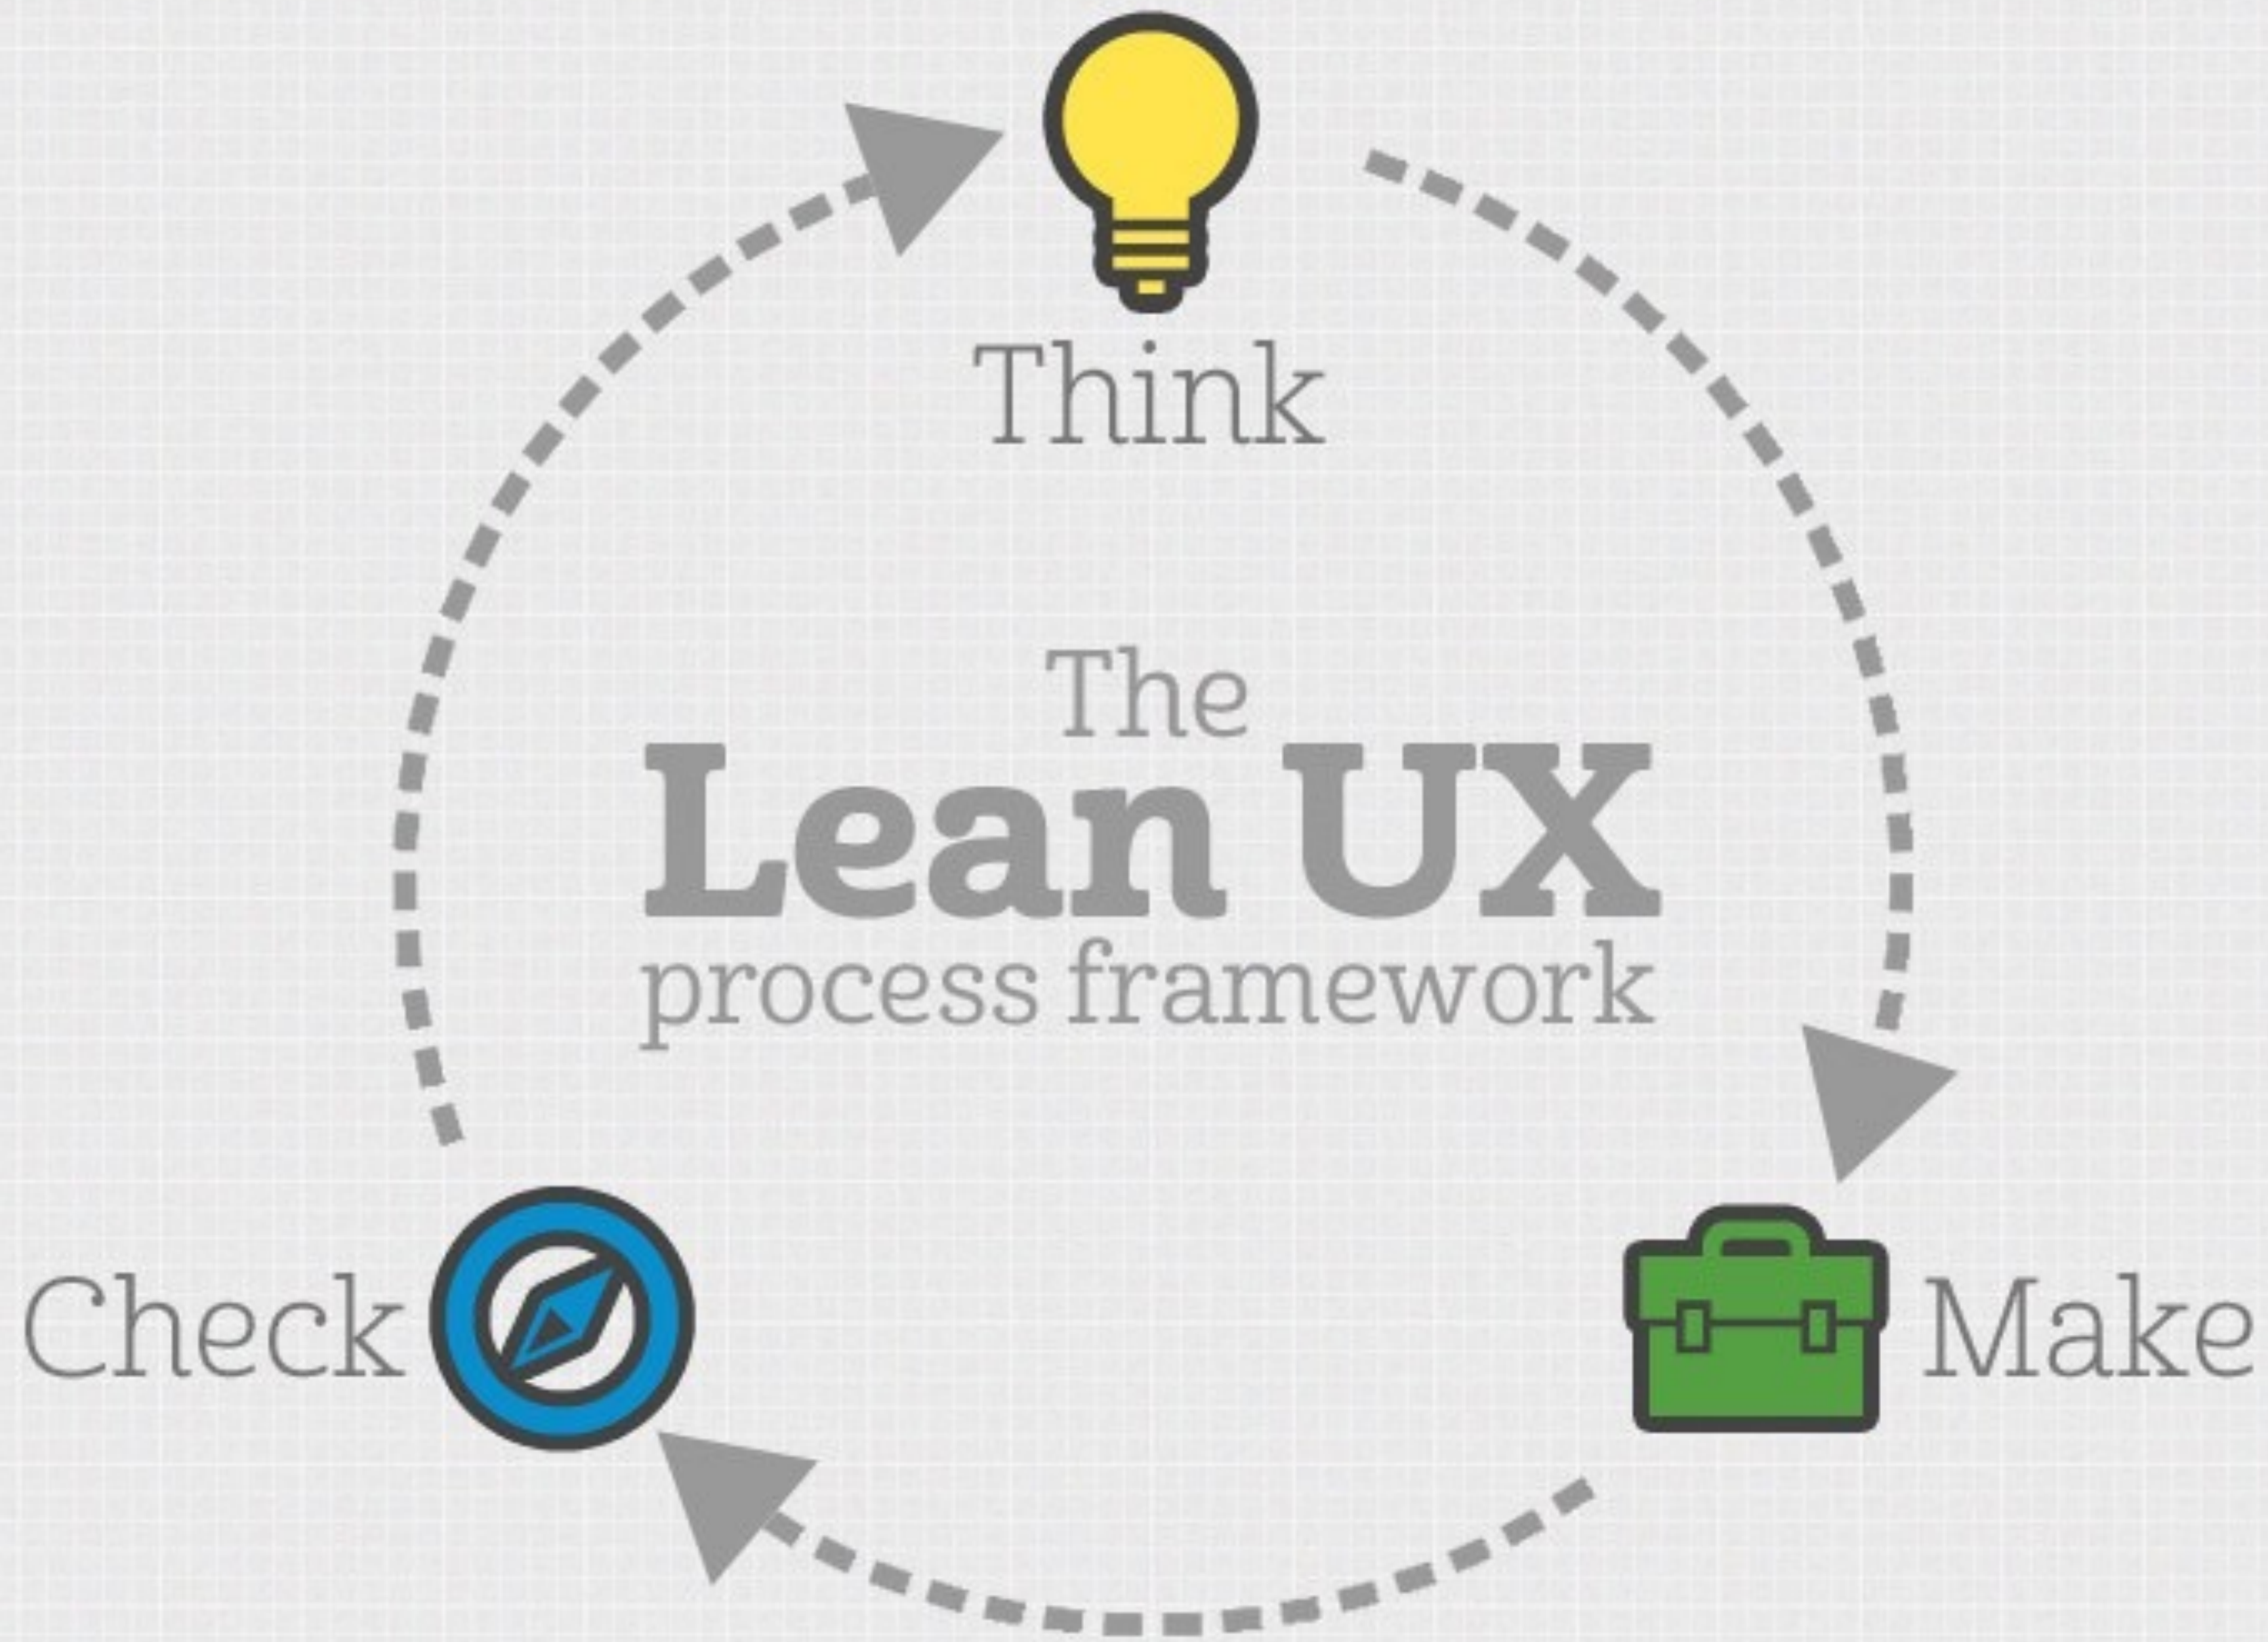 Think
The
Lean UX
process framework
Check
Make